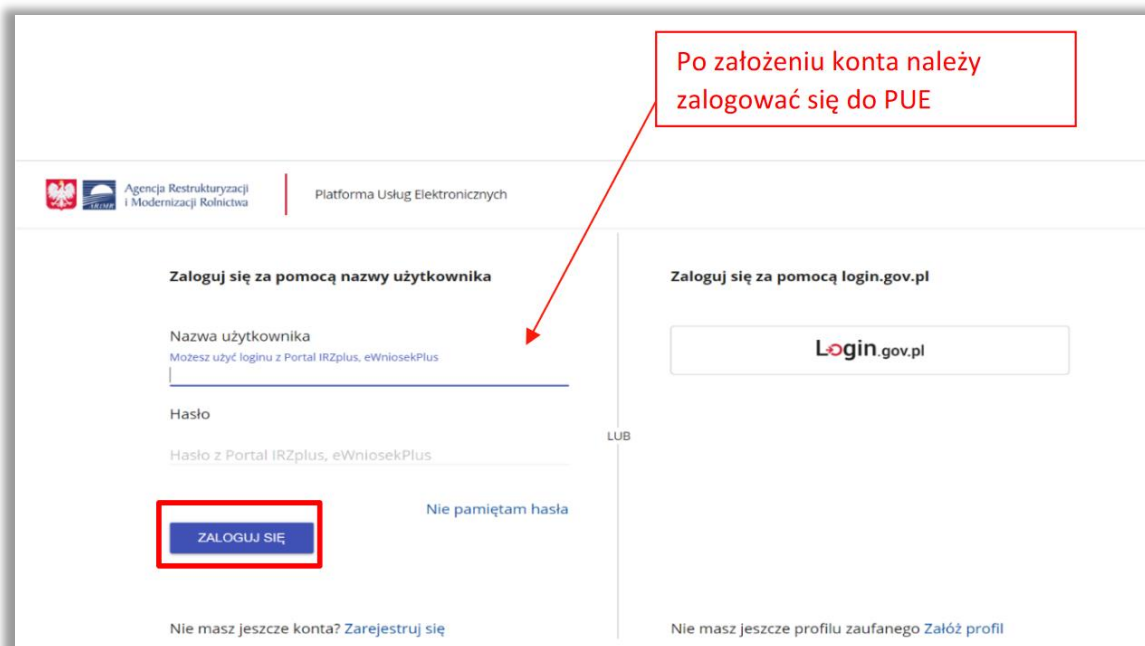 Po założeniu konta należy
zalogować się do PUE
ARiMR
Agencja Restrukturyzacji
i Modernizacji Rolnictwa
Platforma Usług Elektronicznych
Zaloguj się za pomocą nazwy użytkownika
Nazwa użytkownika
Możesz użyć loginu z Portal IRZplus, eWniosekPlus
Hasło
Hasło z Portal IRZplus, eWniosekPlus
Nie pamiętam hasła
ZALOGUJ SIĘ
Nie masz jeszcze konta? Zarejestruj się
LUB
Zaloguj się za pomocą login.gov.pl
Login.gov.pl
Nie masz jeszcze profilu zaufanego Załóż profil